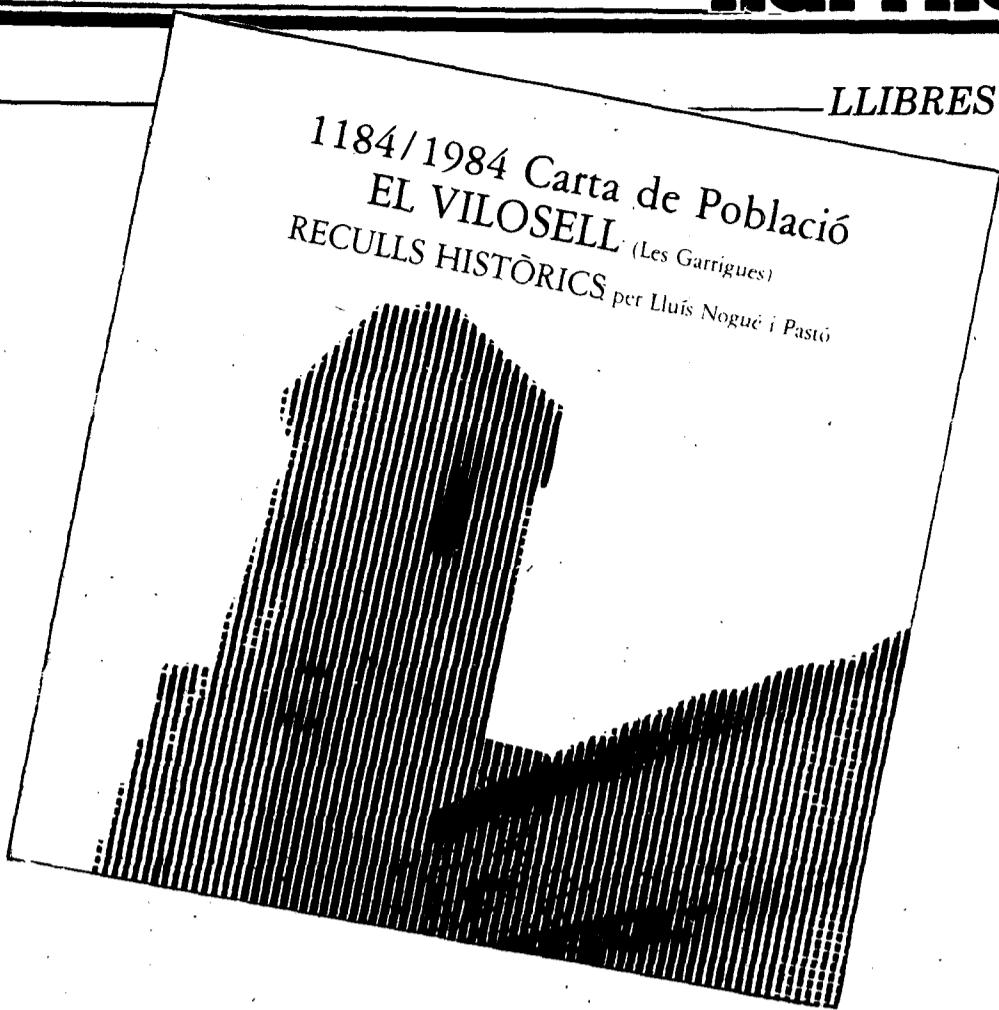 LLIBRES
1184/1984 Carta de Població
EL VILOSELL (Les Garrigues)
RECULLS HISTÒRICS per Lluís Nogué i Pastó